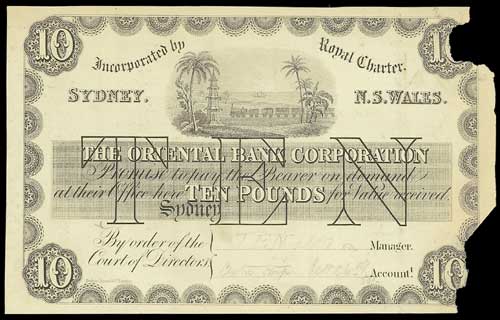 10 10
Incorporated by Royal Charter.
SYDNEY. N.S. WALES.
TEN
THE ORIENTAL BANK CORPORATION
Promise to pay the Bearer on demand
at their Office here TEN POUNDS for Value received.
Sydney
By order of the Manager.
Court of Directors Accountt
10 10